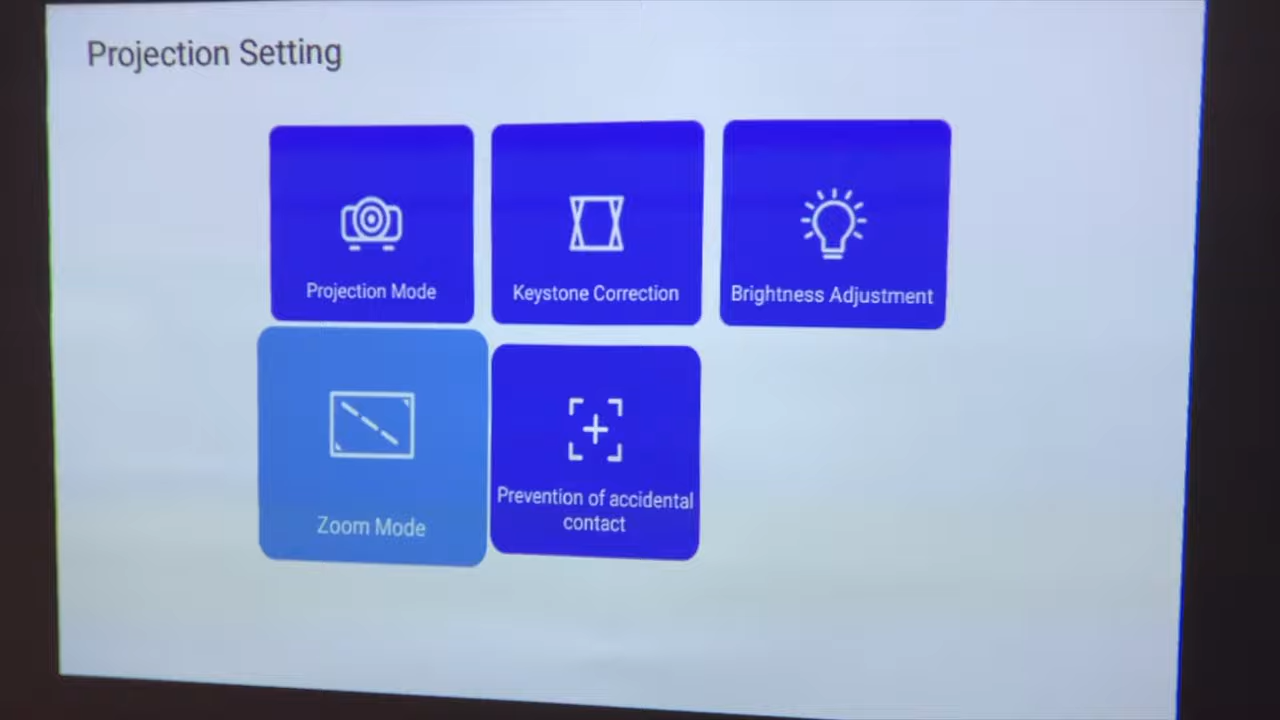 Projection Setting
Projection Mode
Keystone Correction
Brightness Adjustment
Zoom Mode
Prevention of accidental
contact